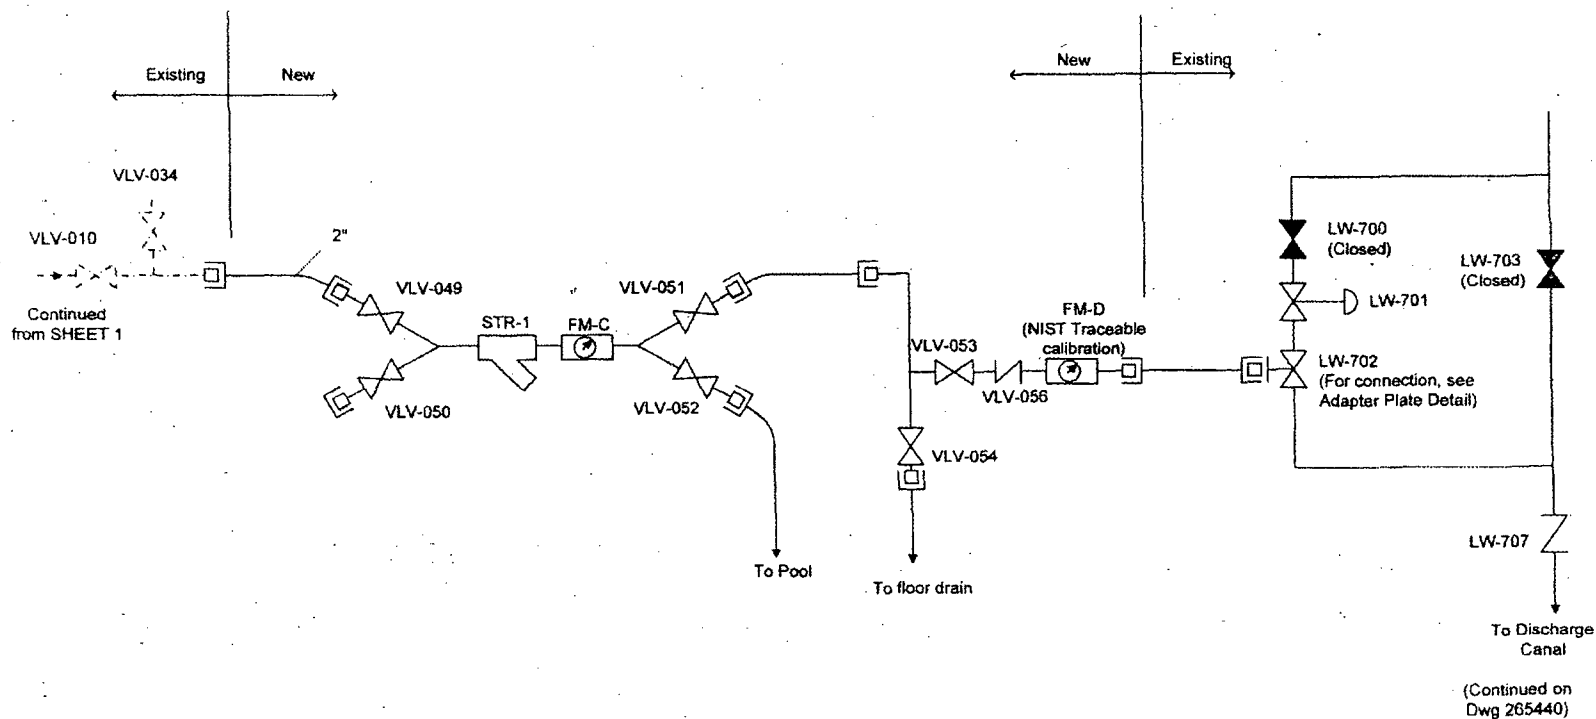 Existing
New
New
Existing
VLV-034
VLV-010
2"
Continued
from SHEET 1
VLV-049
STR-1
FM-C
VLV-050
VLV-051
VLV-052
To Pool
VLV-053
VLV-056
FM-D
(NIST Traceable
calibration)
VLV-054
To floor drain
LW-700
(Closed)
LW-701
LW-702
(For connection, see
Adapter Plate Detail)
LW-703
(Closed)
LW-707
To Discharge
Canal
(Continued on
Dwg 265440)